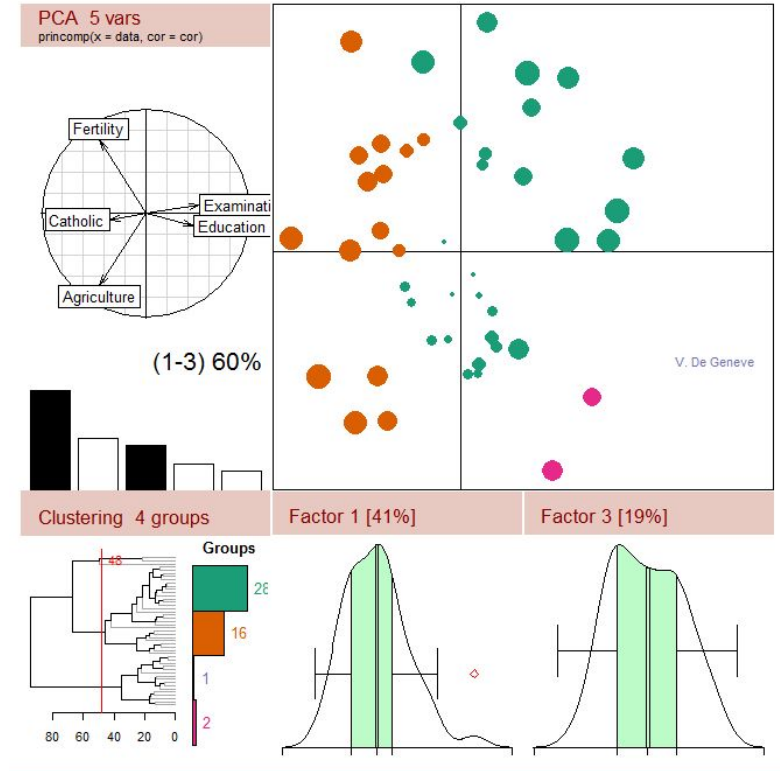 PCA 5 vars
princomp(x = data, cor = cor)
Fertility
Examinati
Catholic
Education
Agriculture
(1-3) 60%
V. De Geneve
Clustering 4 groups
Factor 1 [41%]
Factor 3 [19%]
Groups
48
28
16
1
2
80 60 40 20 0